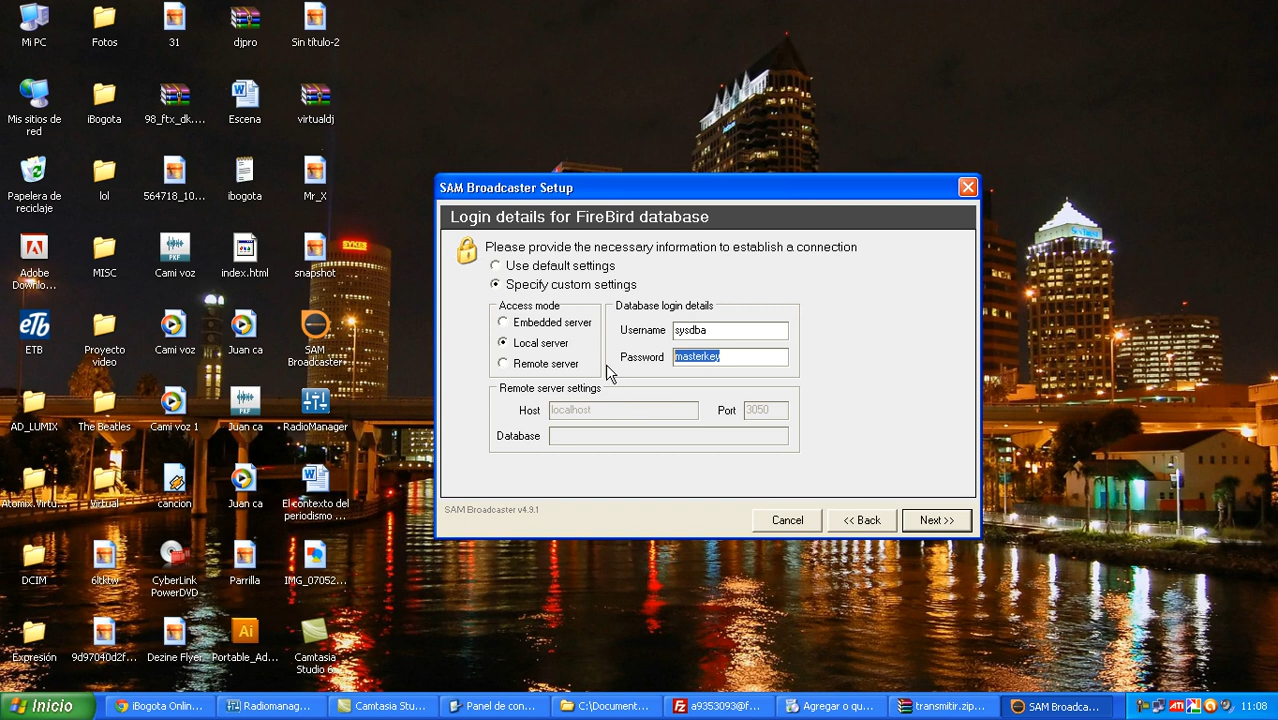 Mi PC
Fotos
31
djpro
Sin título-2
Mis sitios de red
iBogota
98_ftx_dk....
Escena
virtualdj
Papelera de reciclaje
lol
564718_10...
ibogota
Mr_X
Adobe Downlo...
MISC
Cami voz
index.html
snapshot
ETB
Proyecto video
Cami voz
Juan ca
SAM Broadcaster
AD_LUMIX
The Beatles
Cami voz 1
Juan ca
RadioManager
Atomix.Virtu...
Virtual
cancion
Juan ca
El contexto del periodismo ...
DCIM
6ltktw
CyberLink PowerDVD
Parrilla
IMG_07052...
Expresión
9d97040d2f...
Dezine Flyer
Portable_Ad...
Camtasia Studio 6
SAM Broadcaster Setup
Login details for FireBird database
Please provide the necessary information to establish a connection
Use default settings
Specify custom settings
Access mode
Embedded server
Local server
Remote server
Database login details
Username sysdba
Password masterkey
Remote server settings
Host localhost Port 3050
Database
SAM Broadcaster v4.9.1
Cancel << Back Next >>
SUNTRUST
Inicio
iBogota Onlin...
Radiomanag...
Camtasia Stu...
Panel de con...
C:\Document...
a9353093@f...
Agregar o qu...
transmitir.zip...
SAM Broadca...
11:08